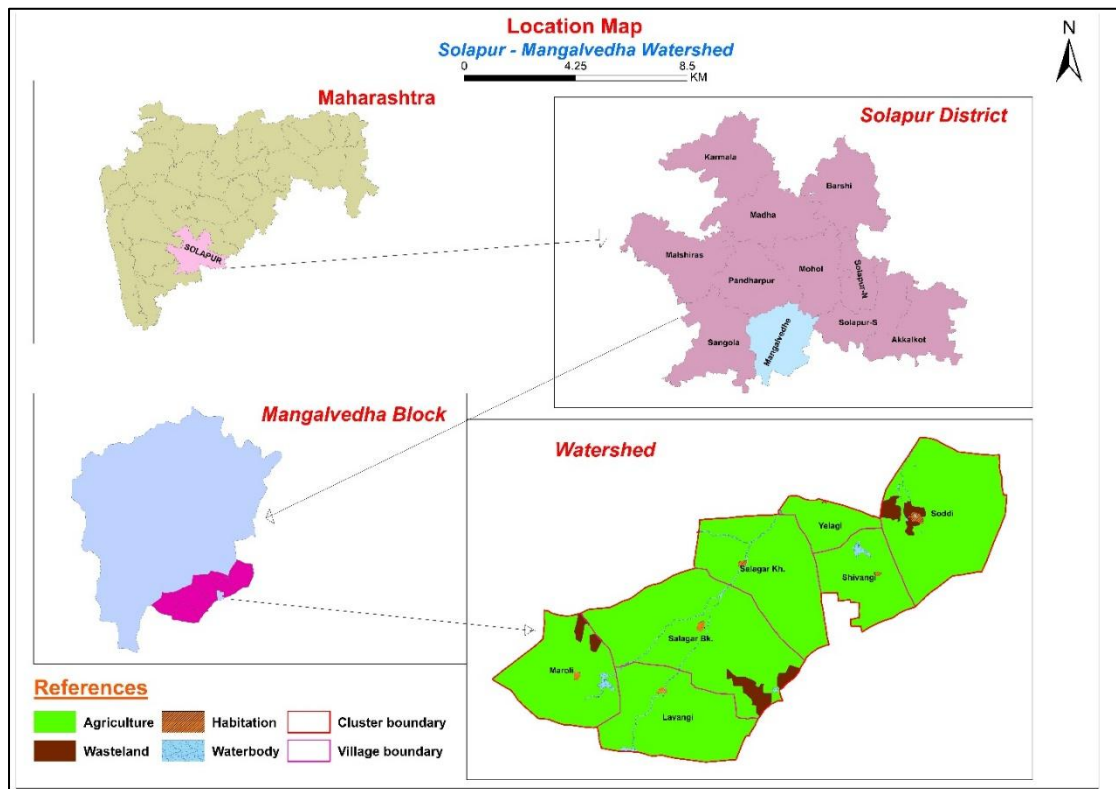 Location Map
Solapur - Mangalvedha Watershed
N
0 4.25 8.5
KM
Maharashtra
SOLAPUR
Solapur District
Karmala
Barshi
Madha
Malshiras
Pandharpur
Mohol
Solapur-N
Sangola
Mangalvedhe
Solapur-S
Akkalkot
Mangalvedha Block
Watershed
Soddi
Yelagi
Salagar Kh.
Shivangi
Salagar Bk.
Maroli
Lavangi
References
Agriculture Habitation Cluster boundary
Wasteland Waterbody Village boundary